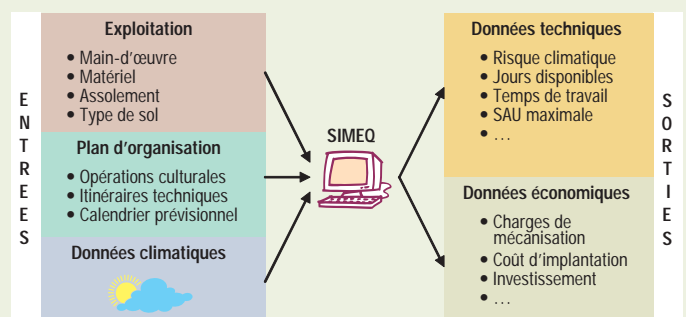 ENTREES
Exploitation
• Main-d'œuvre
• Matériel
• Assolement
• Type de sol
Plan d'organisation
• Opérations culturales
• Itinéraires techniques
• Calendrier prévisionnel
Données climatiques
SIMEQ
Données techniques
• Risque climatique
• Jours disponibles
• Temps de travail
• SAU maximale
• …
Données économiques
• Charges de
mécanisation
• Coût d'implantation
• Investissement
• …
SORTIES